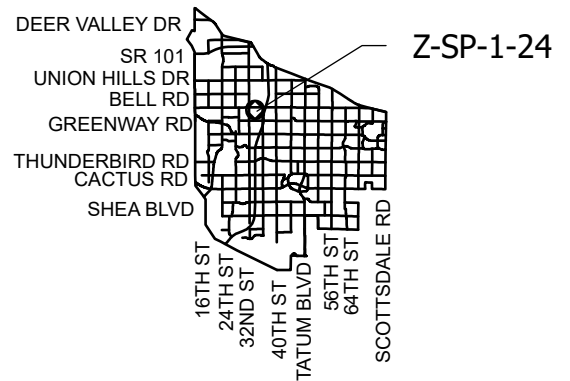 DEER VALLEY DR
Z-SP-1-24
SR 101
UNION HILLS DR
BELL RD
GREENWAY RD
THUNDERBIRD RD
CACTUS RD
SHEA BLVD
16TH ST
24TH ST
32ND ST
40TH ST
TATUM BLVD
56TH ST
64TH ST
SCOTTSDALE RD